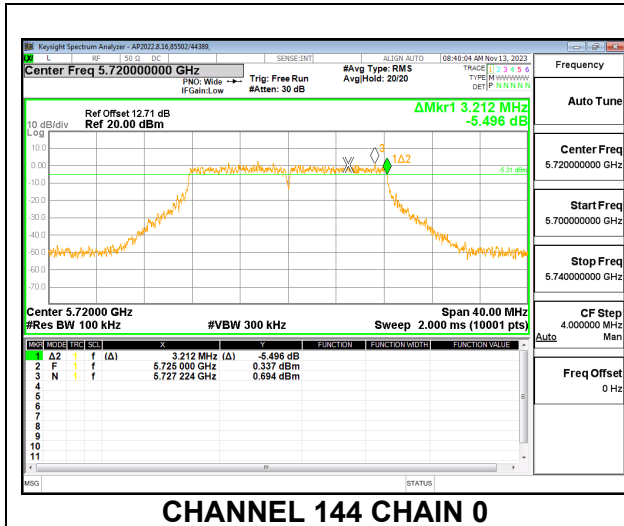 Keysight Spectrum Analyzer - AP2022.8.16,85502/44389,
L RF 50 Ω DC SENSE:INT ALIGN AUTO 08:40:04 AM Nov 13, 2023
Center Freq 5.720000000 GHz
PNO: Wide
IFGain:Low
Trig: Free Run
#Atten: 30 dB
#Avg Type: RMS
Avg|Hold: 20/20
TRACE 1 2 3 4 5 6
TYPE M WWWWW
DET P N N N N N
Frequency
Auto Tune
Center Freq
5.720000000 GHz
Start Freq
5.700000000 GHz
Stop Freq
5.740000000 GHz
CF Step
4.000000 MHz
Auto Man
Freq Offset
0 Hz
ΔMkr1 3.212 MHz
-5.496 dB
Ref Offset 12.71 dB
10 dB/div Ref 20.00 dBm
Log
10.0
0.00
-10.0
-20.0
-30.0
-40.0
-50.0
-60.0
-70.0
3
1Δ2
-5.31 dBm
Center 5.72000 GHz Span 40.00 MHz
#Res BW 100 kHz #VBW 300 kHz Sweep 2.000 ms (10001 pts)
MKR MODE TRC SCL X Y FUNCTION FUNCTION WIDTH FUNCTION VALUE
1 Δ2 1 f (Δ) 3.212 MHz (Δ) -5.496 dB
2 F 1 f 5.725 000 GHz 0.337 dBm
3 N 1 f 5.727 224 GHz 0.694 dBm
4
5
6
7
8
9
10
11
MSG STATUS
CHANNEL 144 CHAIN 0